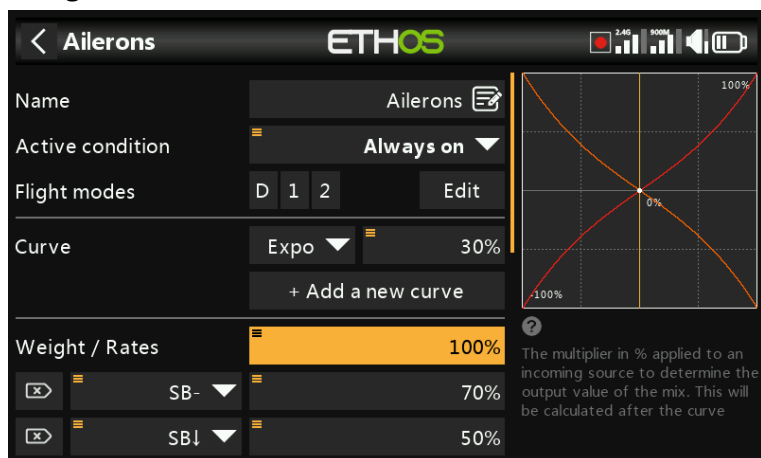 Ailerons
ETHOS
2.4G 900M
Name
Ailerons
Active condition
Always on
Flight modes
D 1 2
Edit
Curve
Expo
30%
+ Add a new curve
Weight / Rates
100%
SB-
70%
SB↓
50%
100%
0%
-100%
?
The multiplier in % applied to an
incoming source to determine the
output value of the mix. This will
be calculated after the curve